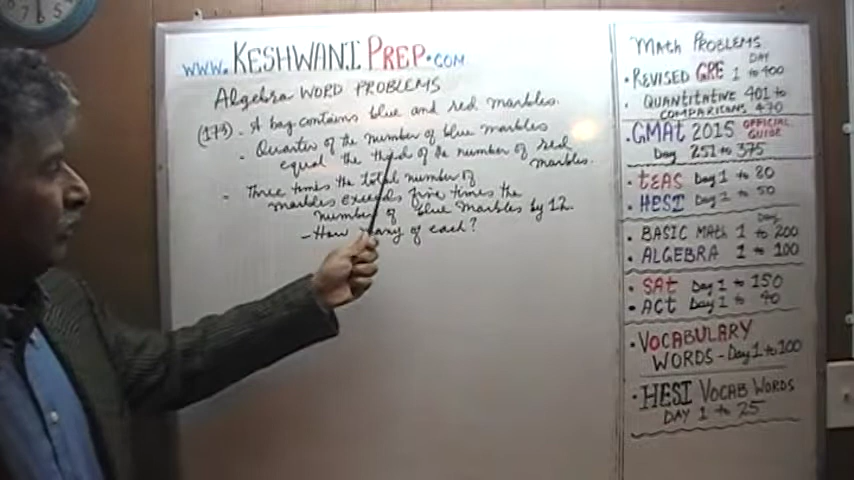 WWW.KESHWANI PREP.COM
Algebra WORD PROBLEMS
(179) - A bag contains blue and red marbles.
- Quarter of the number of blue marbles
equal the third of the number of red
marbles.
- Three times the total number of
marbles exceeds five times the
number of blue marbles by 12.
- How many of each?
MATH PROBLEMS
DAY
• REVISED GRE 1 to 400
• QUANTITATIVE 401 to
COMPARISONS 430
GMAT 2015 OFFICIAL GUIDE
Day 251 to 375
• TEAS Day 1 to 80
• HESI Day 1 to 50
Day
• BASIC MATH 1 to 200
• ALGEBRA 1 to 100
• SAT Day 1 to 150
• ACT Day 1 to 40
• VOCABULARY
WORDS - Day 1 to 100
• HESI VOCAB WORDS
DAY 1 to 25